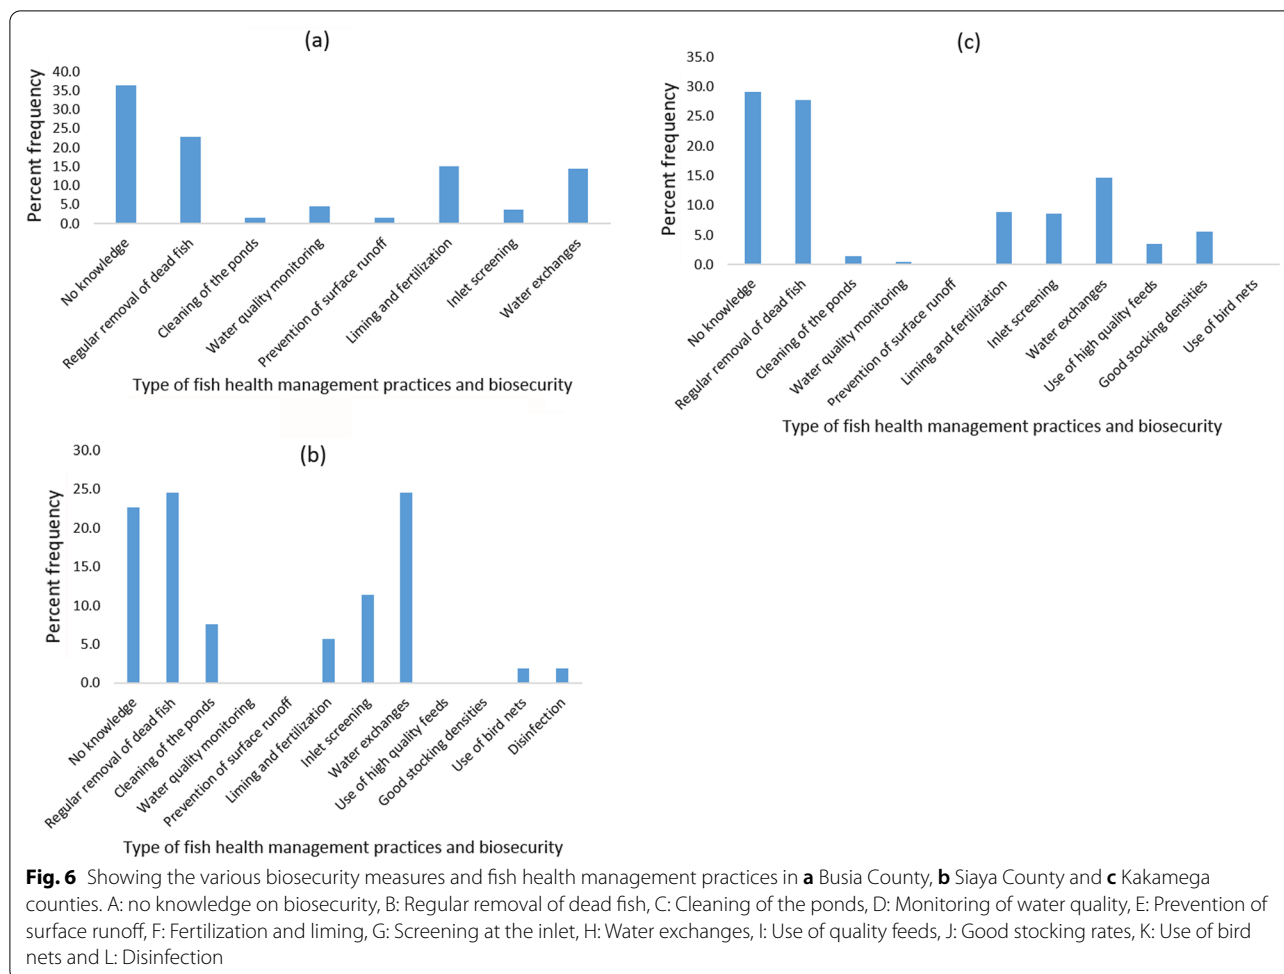 (a)
Percent frequency
40.0
35.0
30.0
25.0
20.0
15.0
10.0
5.0
0.0
No knowledge
Regular removal of dead fish
Cleaning of the ponds
Water quality monitoring
Prevention of surface runoff
Liming and fertilization
Inlet screening
Water exchanges
Type of fish health management practices and biosecurity
(c)
Percent frequency
35.0
30.0
25.0
20.0
15.0
10.0
5.0
0.0
No knowledge
Regular removal of dead fish
Cleaning of the ponds
Water quality monitoring
Prevention of surface runoff
Liming and fertilization
Inlet screening
Water exchanges
Use of high quality feeds
Good stocking densities
Use of bird nets
Type of fish health management practices and biosecurity
(b)
Percent frequency
30.0
25.0
20.0
15.0
10.0
5.0
0.0
No knowledge
Regular removal of dead fish
Cleaning of the ponds
Water quality monitoring
Prevention of surface runoff
Liming and fertilization
Inlet screening
Water exchanges
Use of high quality feeds
Good stocking densities
Use of bird nets
Disinfection
Type of fish health management practices and biosecurity
Fig. 6 Showing the various biosecurity measures and fish health management practices in a Busia County, b Siaya County and c Kakamega
counties. A: no knowledge on biosecurity, B: Regular removal of dead fish, C: Cleaning of the ponds, D: Monitoring of water quality, E: Prevention of
surface runoff, F: Fertilization and liming, G: Screening at the inlet, H: Water exchanges, I: Use of quality feeds, J: Good stocking rates, K: Use of bird
nets and L: Disinfection